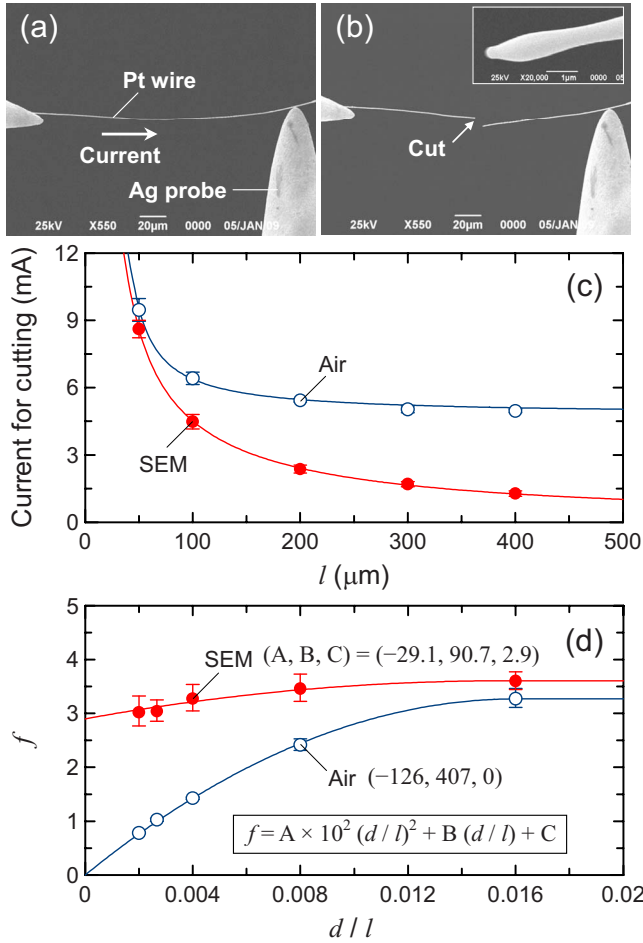 (a)
Pt wire
Current
Ag probe
25kV X550 20μm 0000 05/JAN/09
(b)
25kV X20,000 1μm 0000 05
Cut
25kV X550 20μm 0000 05/JAN/09
(c)
Current for cutting (mA)
12
9
6
3
0
Air
SEM
0 100 200 300 400 500
l (μm)
(d)
f
5
4
3
2
1
0
SEM (A, B, C) = (−29.1, 90.7, 2.9)
Air (−126, 407, 0)
f = A × 10² (d / l)² + B (d / l) + C
0 0.004 0.008 0.012 0.016 0.02
d / l